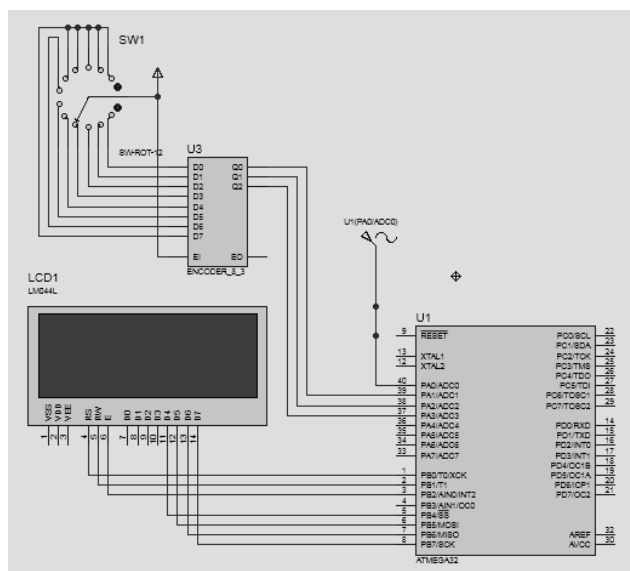 SW1
SW-ROT-12
U3
D0 Q0
D1 Q1
D2 Q2
D3
D4
D5
D6
D7
EI EO
ENCODER_8_3
U1(PA0/ADC0)
LCD1
LM044L
VSS VDD VEE RS RW E D0 D1 D2 D3 D4 D5 D6 D7
1 2 3 4 5 6 7 8 9 10 11 12 13 14
U1
9 RESET
13 XTAL1
12 XTAL2
40 PA0/ADC0
39 PA1/ADC1
38 PA2/ADC2
37 PA3/ADC3
36 PA4/ADC4
35 PA5/ADC5
34 PA6/ADC6
33 PA7/ADC7
1 PB0/T0/XCK
2 PB1/T1
3 PB2/AIN0/INT2
4 PB3/AIN1/OC0
5 PB4/SS
6 PB5/MOSI
7 PB6/MISO
8 PB7/SCK
PC0/SCL 22
PC1/SDA 23
PC2/TCK 24
PC3/TMS 25
PC4/TDO 26
PC5/TDI 27
PC6/TOSC1 28
PC7/TOSC2 29
PD0/RXD 14
PD1/TXD 15
PD2/INT0 16
PD3/INT1 17
PD4/OC1B 18
PD5/OC1A 19
PD6/ICP1 20
PD7/OC2 21
AREF 32
AVCC 30
ATMEGA32